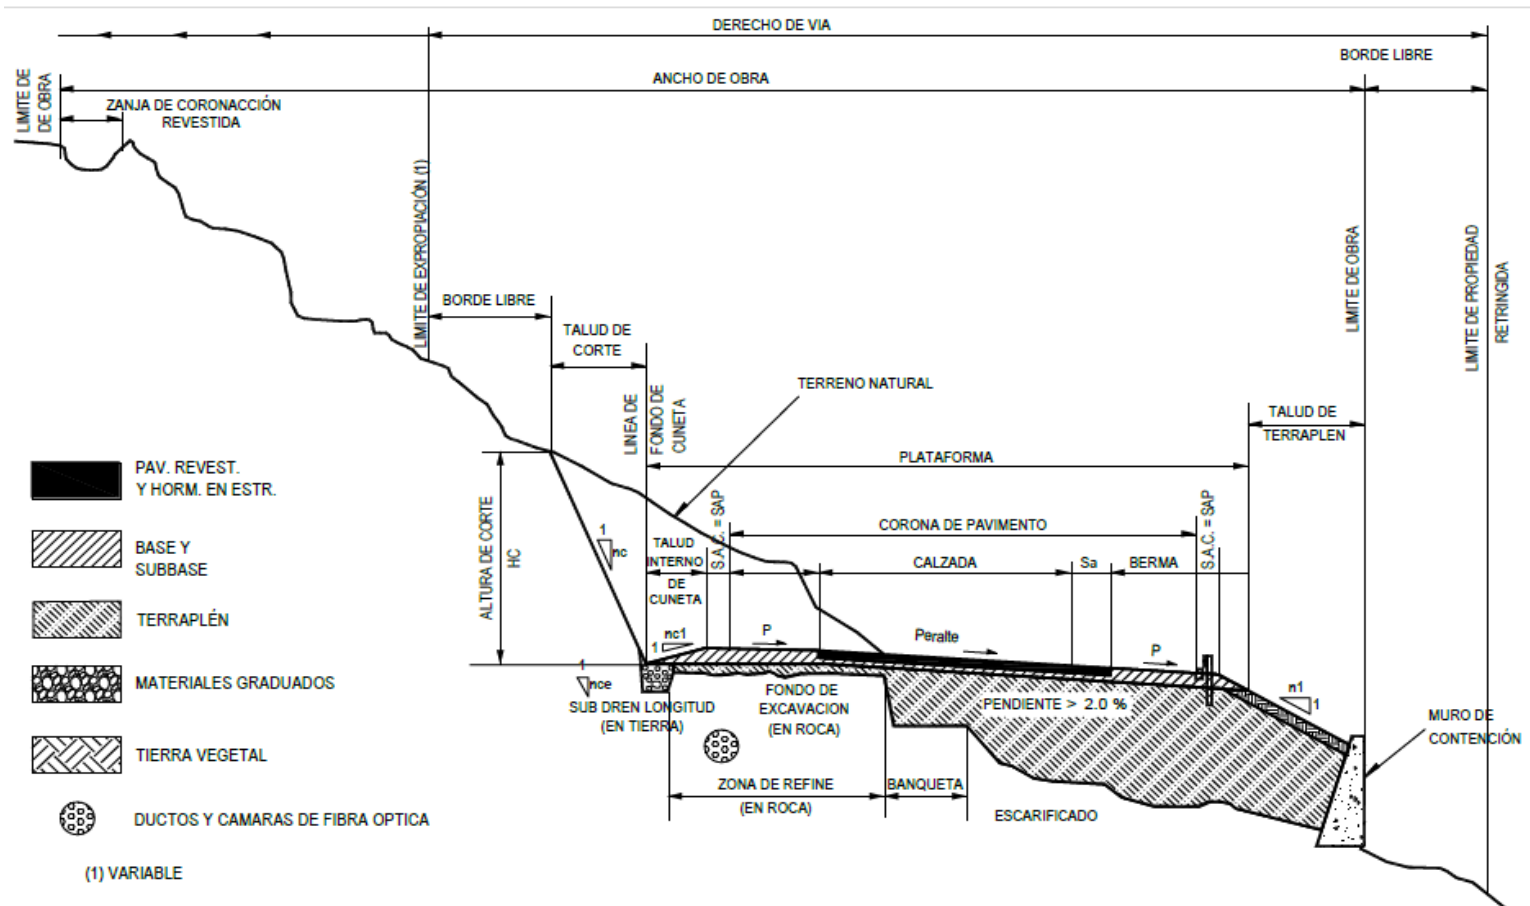 DERECHO DE VIA
BORDE LIBRE
ANCHO DE OBRA
LIMITE DE
DE OBRA
ZANJA DE CORONACCIÓN
REVESTIDA
LIMITE DE EXPROPIACIÓN (1)
LIMITE DE OBRA
LIMITE DE PROPIEDAD
RETRINGIDA
BORDE LIBRE
TALUD DE
CORTE
LINEA DE
FONDO DE
CUNETA
TERRENO NATURAL
TALUD DE
TERRAPLEN
PLATAFORMA
PAV. REVEST.
Y HORM. EN ESTR.
ALTURA DE CORTE
HC
S.A.C. = SAP
CORONA DE PAVIMENTO
S.A.C. = SAP
1
nc
TALUD
INTERNO
DE
CUNETA
CALZADA
Sa
BERMA
BASE Y
SUBBASE
TERRAPLÉN
nc1
1
P
Peralte
P
MATERIALES GRADUADOS
1
nce
SUB DREN LONGITUD
(EN TIERRA)
FONDO DE
EXCAVACION
(EN ROCA)
PENDIENTE > 2.0 %
n1
1
MURO DE
CONTENCIÓN
TIERRA VEGETAL
ZONA DE REFINE
(EN ROCA)
BANQUETA
ESCARIFICADO
DUCTOS Y CAMARAS DE FIBRA OPTICA
(1) VARIABLE